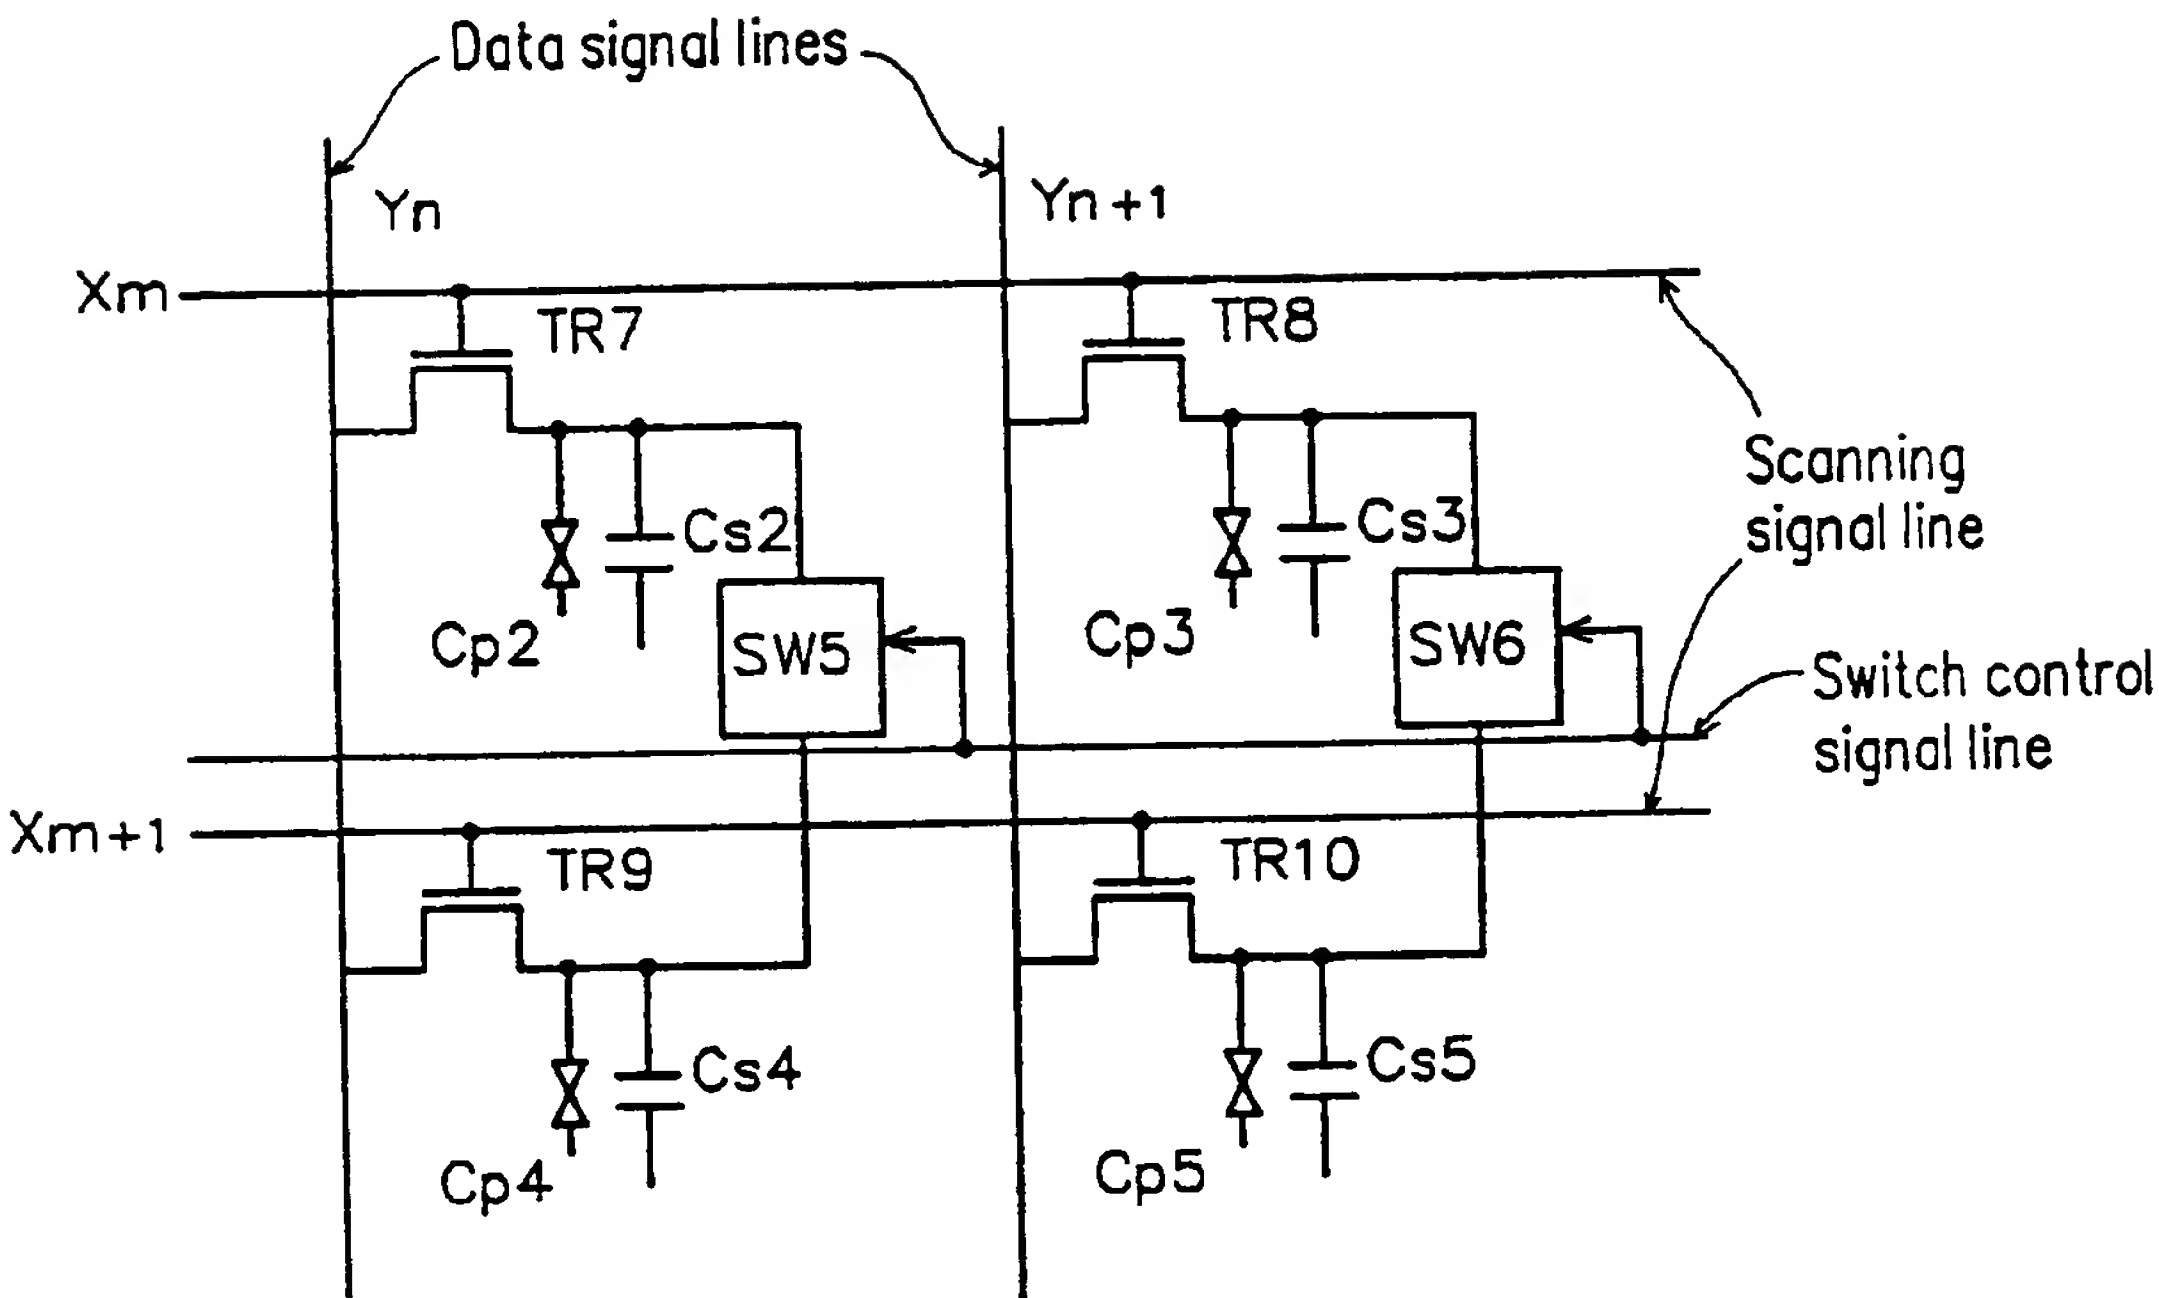 Data signal lines
Yn
Yn+1
Xm
TR7
TR8
Scanning
signal line
Cs2
Cs3
Cp2
Cp3
SW5
SW6
Switch control
signal line
Xm+1
TR9
TR10
Cs4
Cs5
Cp4
Cp5